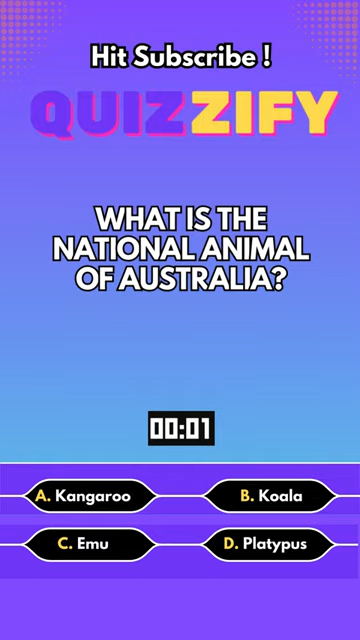 Hit Subscribe !
QUIZZIFY
WHAT IS THE
NATIONAL ANIMAL
OF AUSTRALIA?
00:01
A. Kangaroo
B. Koala
C. Emu
D. Platypus